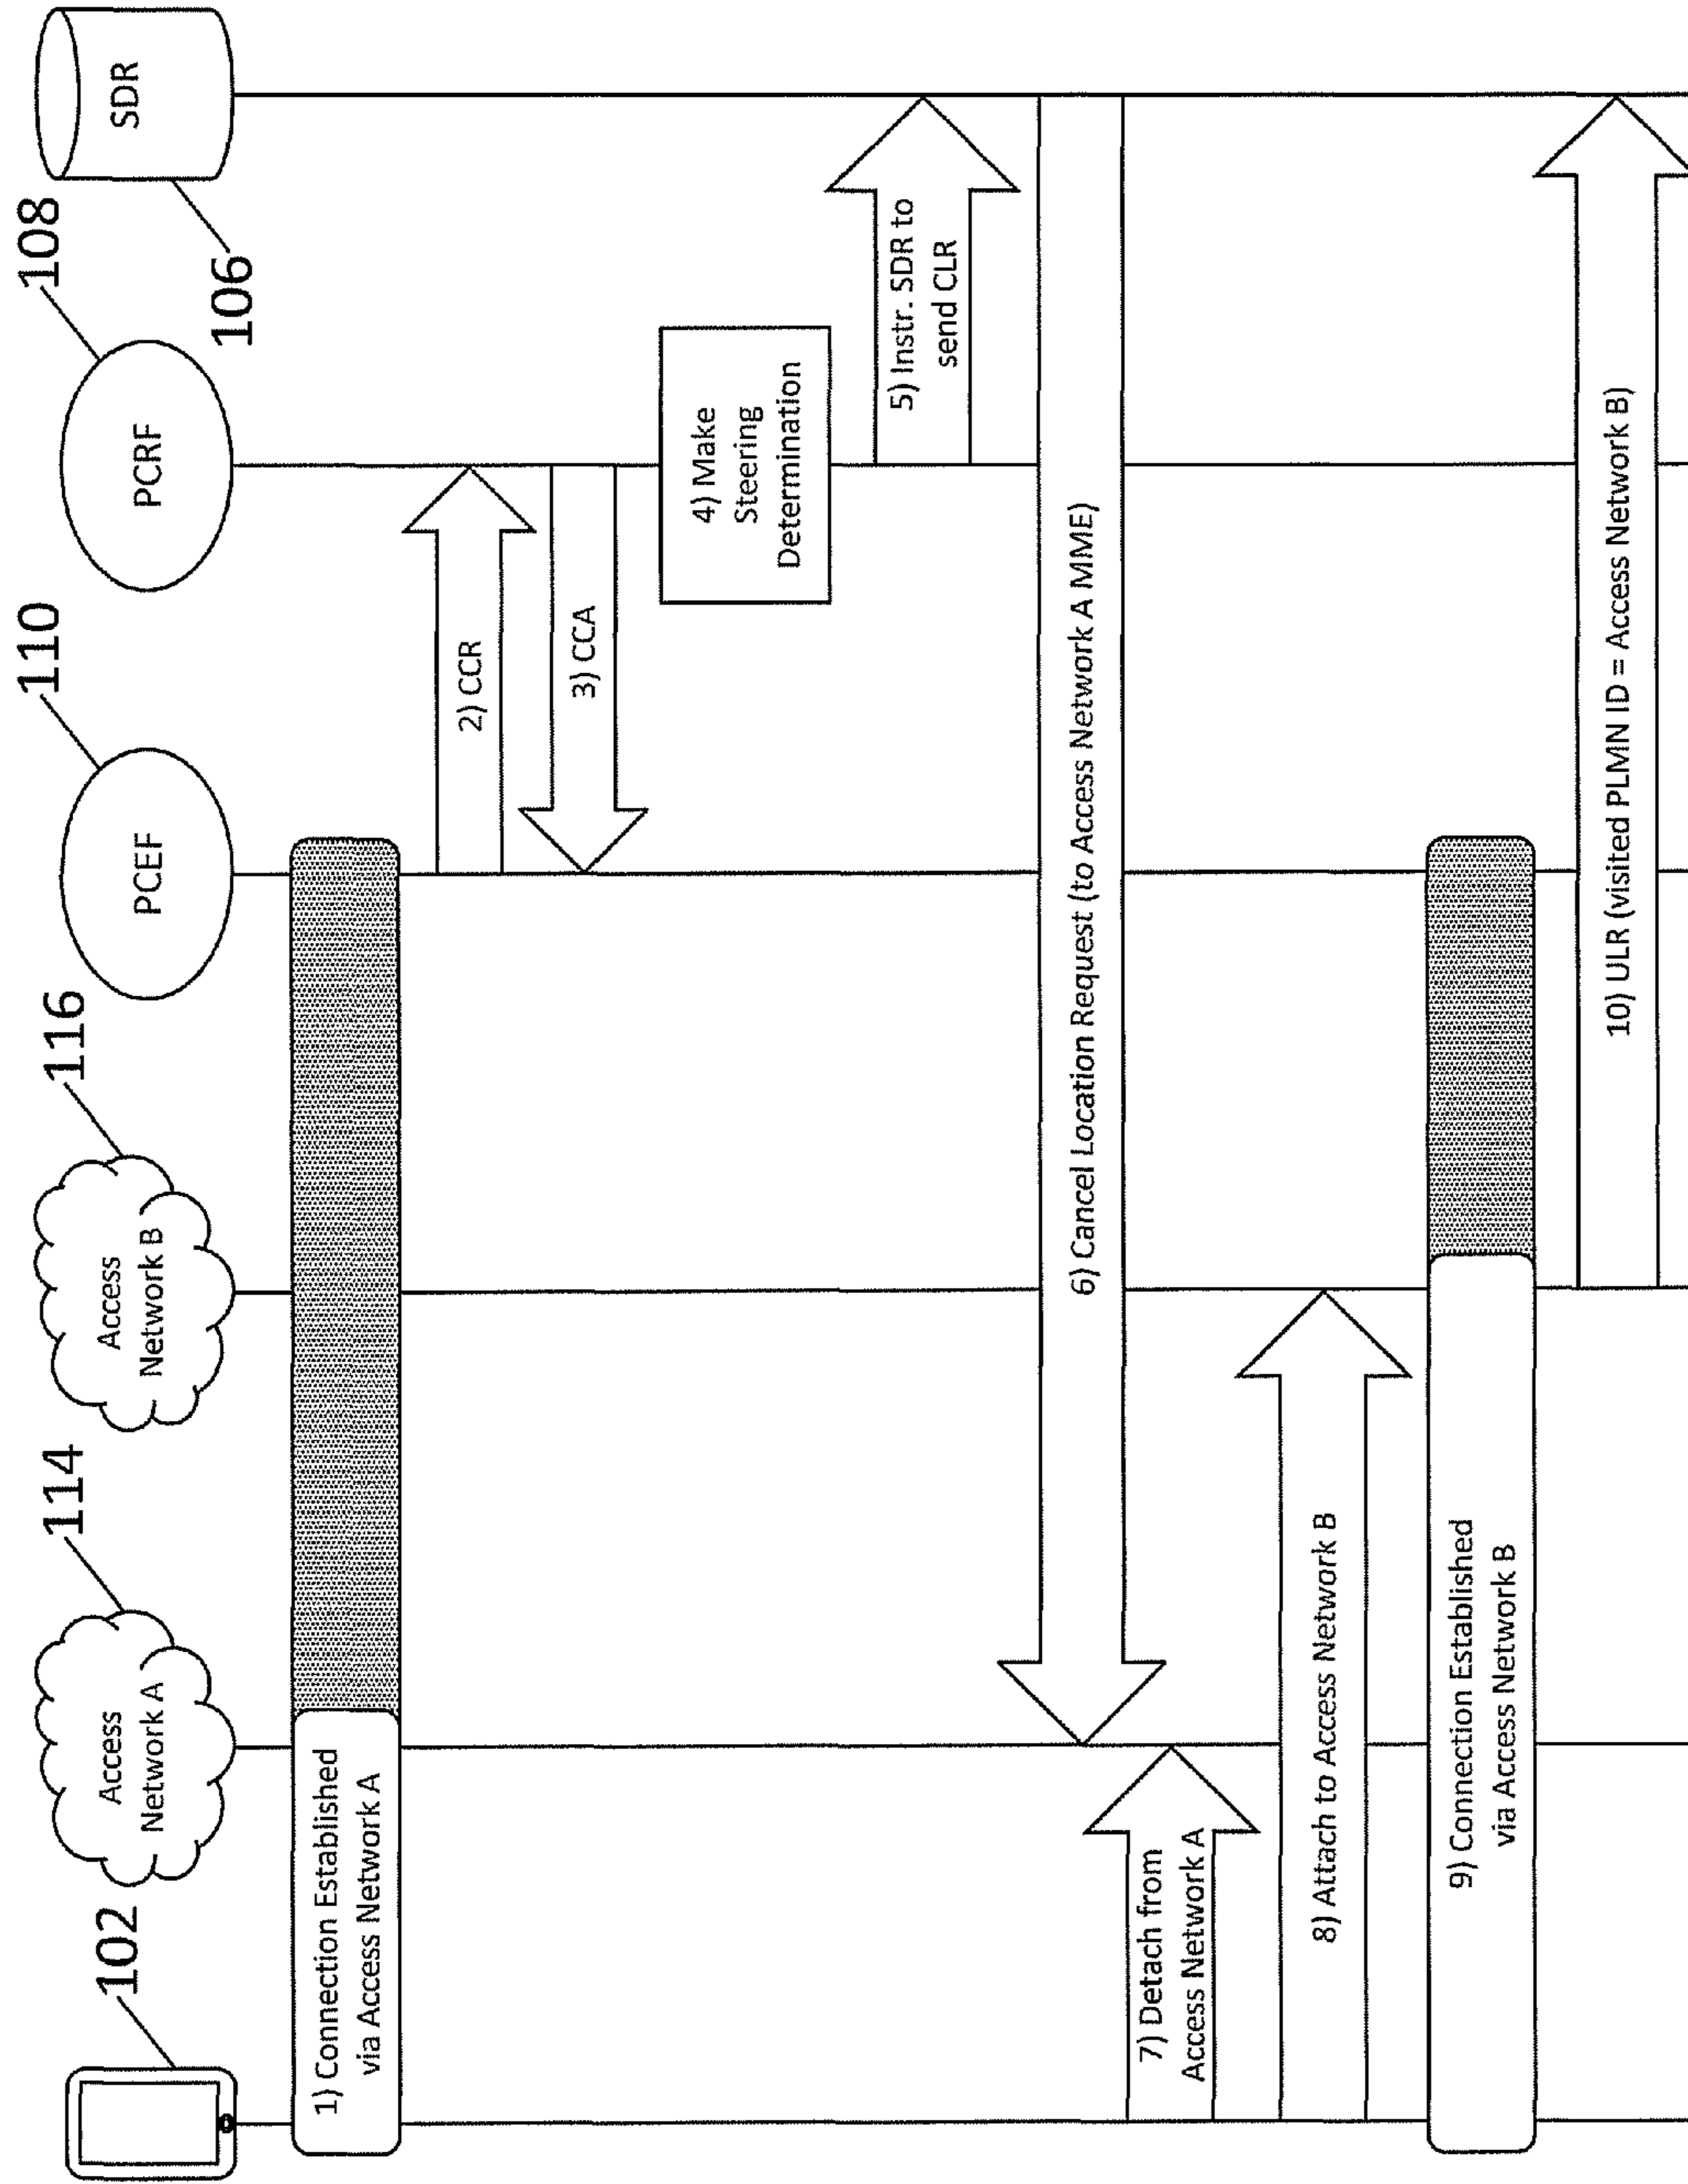 102
114
116
110
108
106
Access
Network A
Access
Network B
PCEF
PCRF
SDR
1) Connection Established
via Access Network A
2) CCR
3) CCA
4) Make
Steering
Determination
5) Instr. SDR to
send CLR
6) Cancel Location Request (to Access Network A MME)
7) Detach from
Access Network A
8) Attach to Access Network B
9) Connection Established
via Access Network B
10) ULR (visited PLMN ID = Access Network B)